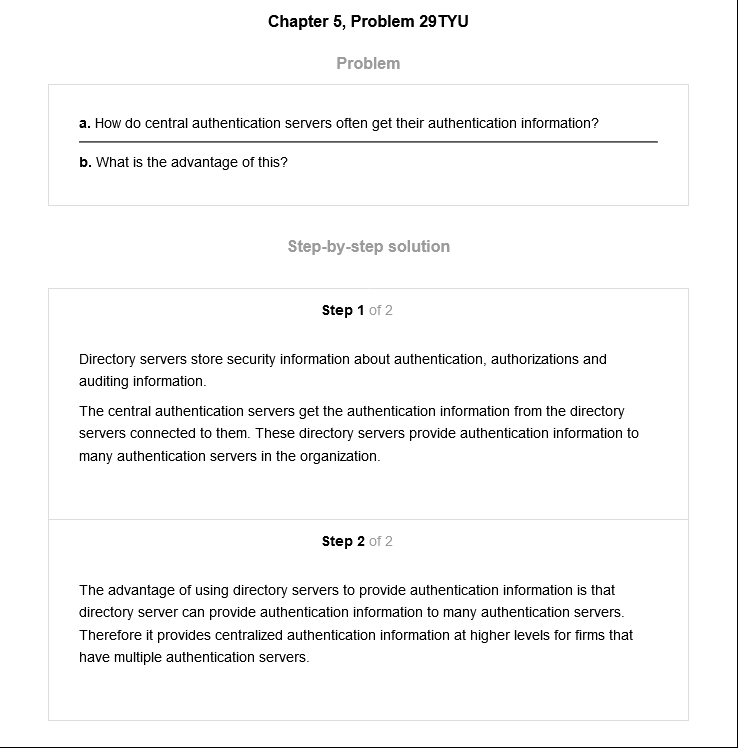 Chapter 5, Problem 29TYU
Problem
a. How do central authentication servers often get their authentication information?
b. What is the advantage of this?
Step-by-step solution
Step 1 of 2
Directory servers store security information about authentication, authorizations and
auditing information.
The central authentication servers get the authentication information from the directory
servers connected to them. These directory servers provide authentication information to
many authentication servers in the organization.
Step 2 of 2
The advantage of using directory servers to provide authentication information is that
directory server can provide authentication information to many authentication servers.
Therefore it provides centralized authentication information at higher levels for firms that
have multiple authentication servers.